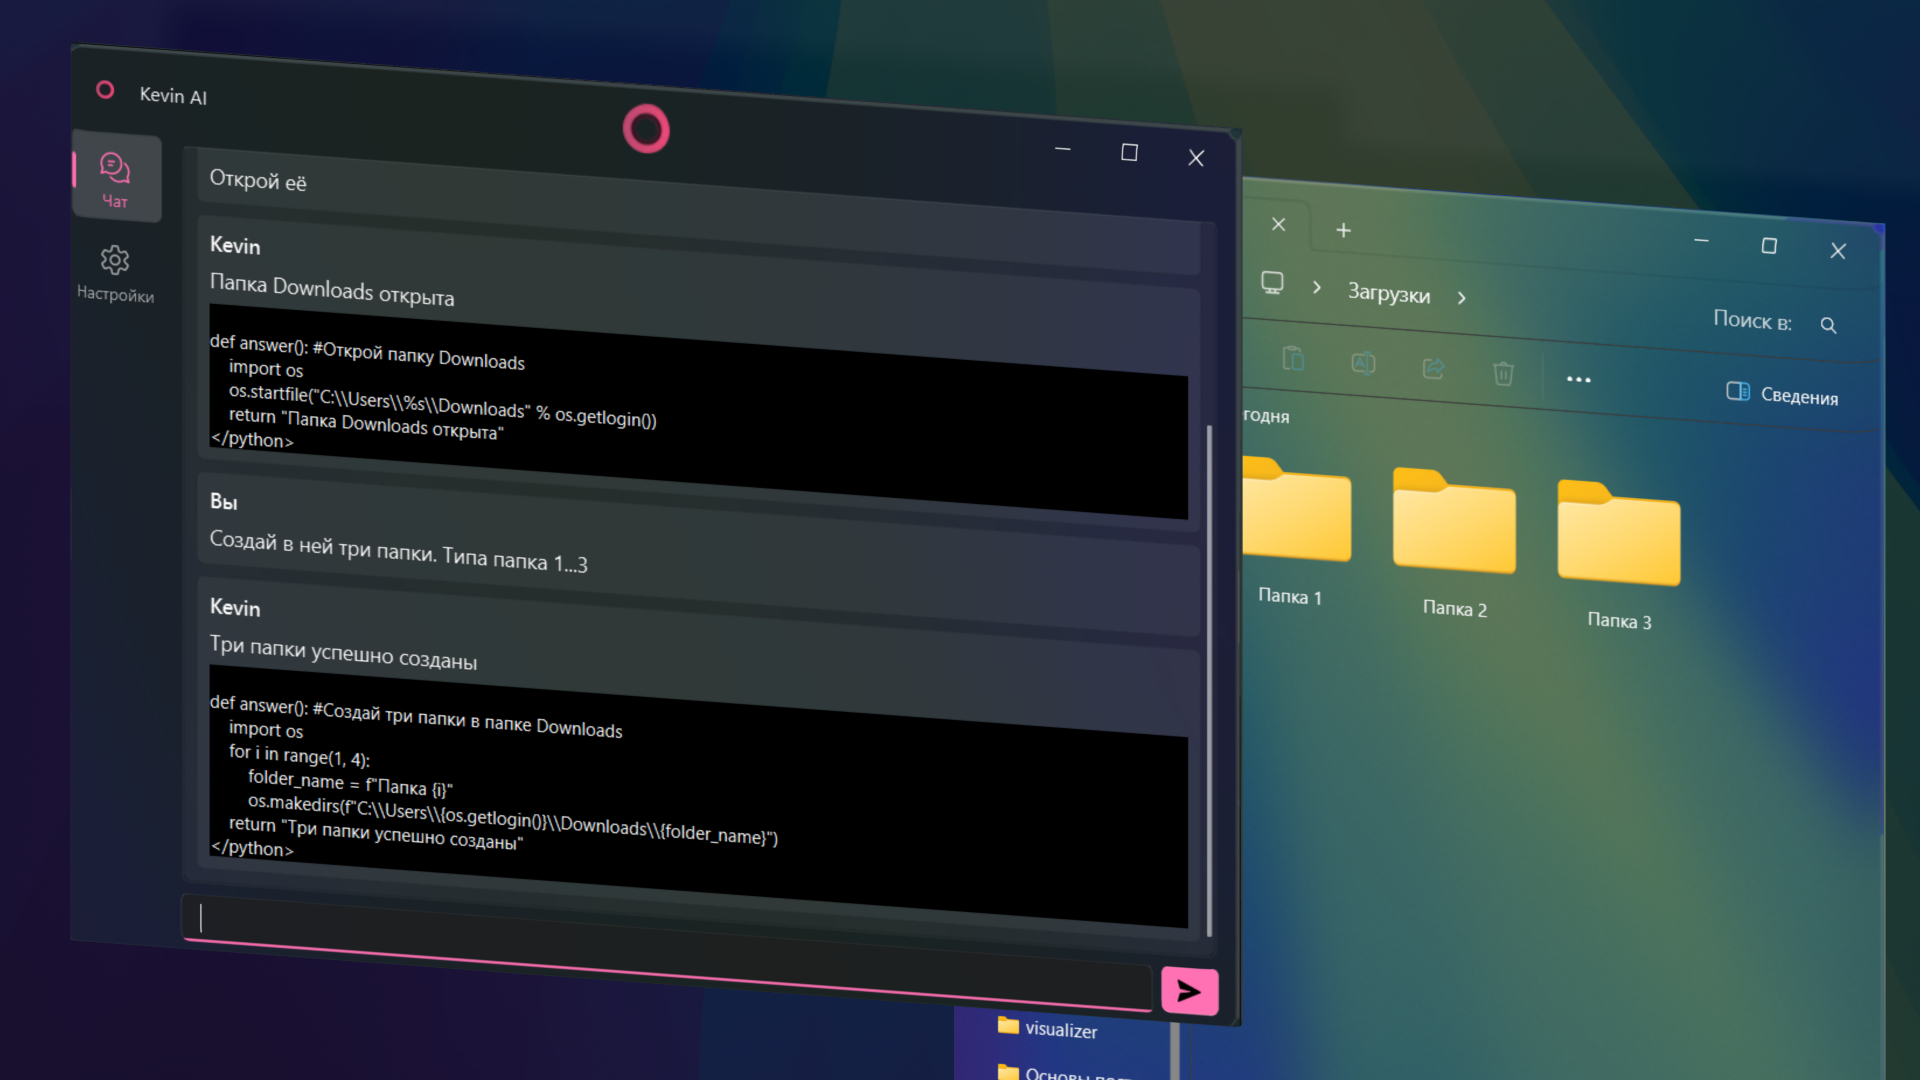 Kevin AI
Чат
Настройки
Открой её
Kevin
Папка Downloads открыта
def answer(): #Открой папку Downloads
    import os
    os.startfile("C:\\Users\\%s\\Downloads" % os.getlogin())
    return "Папка Downloads открыта"
</python>
Вы
Создай в ней три папки. Типа папка 1...3
Kevin
Три папки успешно созданы
def answer(): #Создай три папки в папке Downloads
    import os
    for i in range(1, 4):
        folder_name = f"Папка {i}"
        os.makedirs(f"C:\\Users\\{os.getlogin()}\\Downloads\\{folder_name}")
    return "Три папки успешно созданы"
</python>
Загрузки
Поиск в:
Сведения
годня
Папка 1
Папка 2
Папка 3
visualizer
Основы